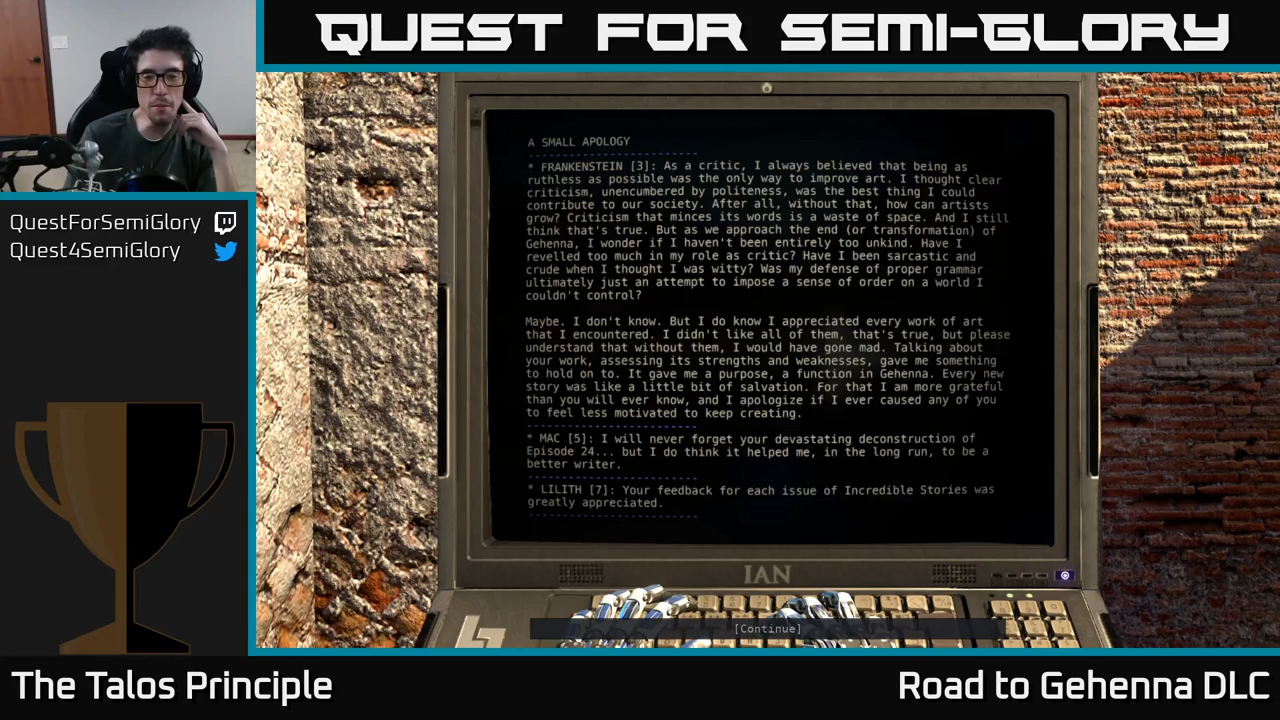 QUEST FOR SEMI-GLORY
QuestForSemiGlory
Quest4SemiGlory
A SMALL APOLOGY
* FRANKENSTEIN [3]: As a critic, I always believed that being as
ruthless as possible was the only way to improve art. I thought clear
criticism, unencumbered by politeness, was the best thing I could
contribute to our society. After all, without that, how can artists
grow? Criticism that minces its words is a waste of space. And I still
think that's true. But as we approach the end (or transformation) of
Gehenna, I wonder if I haven't been entirely too unkind. Have I
revelled too much in my role as critic? Have I been sarcastic and
crude when I thought I was witty? Was my defense of proper grammar
ultimately just an attempt to impose a sense of order on a world I
couldn't control?
Maybe. I don't know. But I do know I appreciated every work of art
that I encountered. I didn't like all of them, that's true, but please
understand that without them, I would have gone mad. Talking about
your work, assessing its strengths and weaknesses, gave me something
to hold on to. It gave me a purpose, a function in Gehenna. Every new
story was like a little bit of salvation. For that I am more grateful
than you will ever know, and I apologize if I ever caused any of you
to feel less motivated to keep creating.
* MAC [5]: I will never forget your devastating deconstruction of
Episode 24... but I do think it helped me, in the long run, to be a
better writer.
* LILITH [7]: Your feedback for each issue of Incredible Stories was
greatly appreciated.
IAN
[Continue]
The Talos Principle
Road to Gehenna DLC